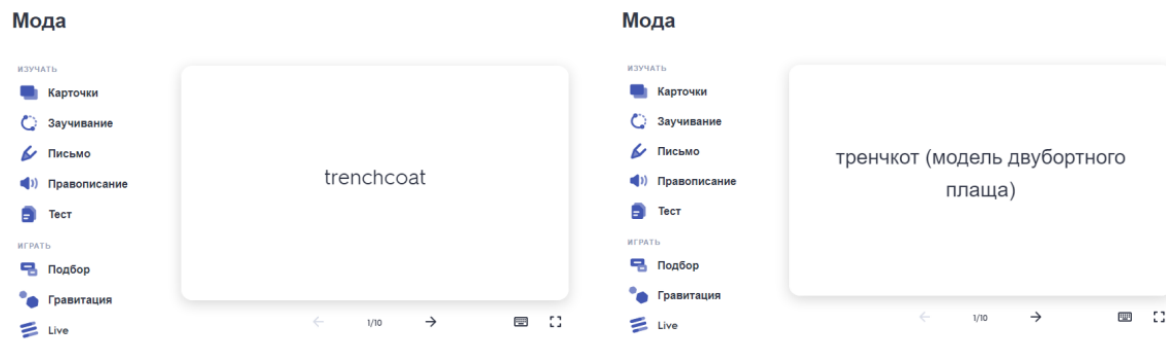 Мода
ИЗУЧАТЬ
Карточки
Заучивание
Письмо
Правописание
Тест
ИГРАТЬ
Подбор
Гравитация
Live
trenchcoat
1/10
Мода
ИЗУЧАТЬ
Карточки
Заучивание
Письмо
Правописание
Тест
ИГРАТЬ
Подбор
Гравитация
Live
тренчкот (модель двубортного
плаща)
1/10